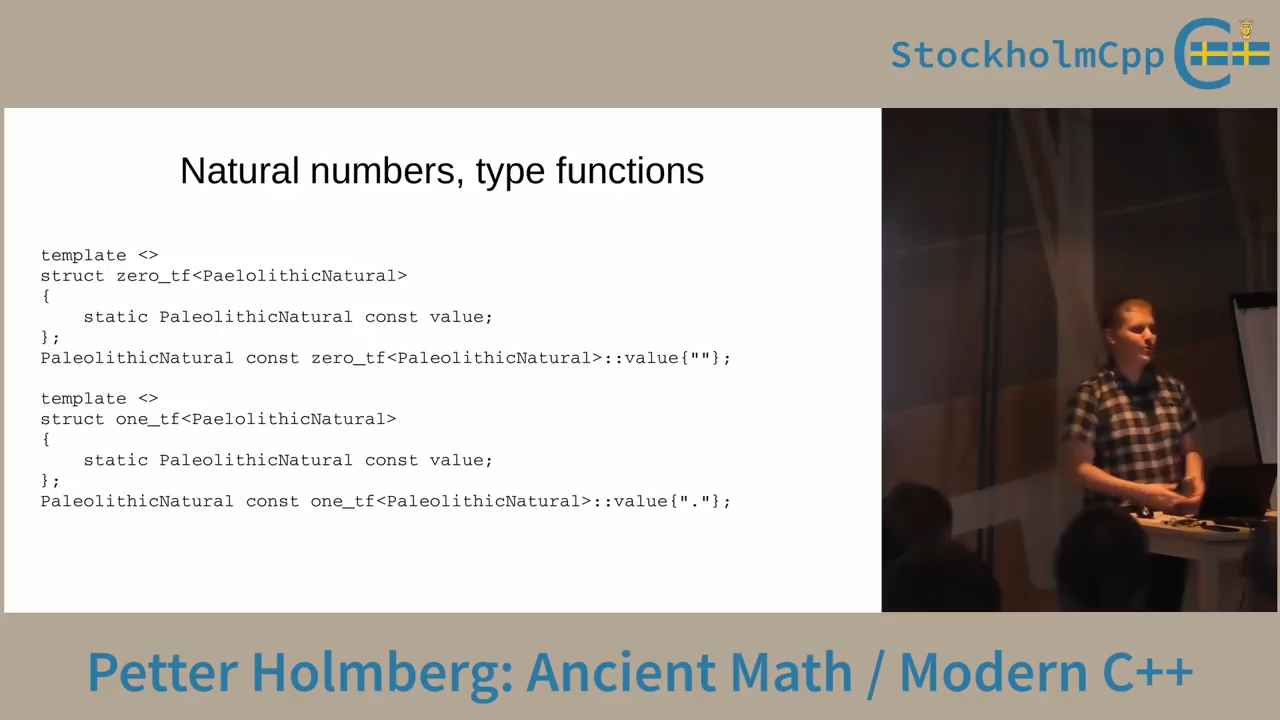 StockholmCpp
Natural numbers, type functions
template <>
struct zero_tf<PaelolithicNatural>
{
    static PaleolithicNatural const value;
};
PaleolithicNatural const zero_tf<PaleolithicNatural>::value{""};
template <>
struct one_tf<PaelolithicNatural>
{
    static PaleolithicNatural const value;
};
PaleolithicNatural const one_tf<PaleolithicNatural>::value{"."};
Petter Holmberg: Ancient Math / Modern C++